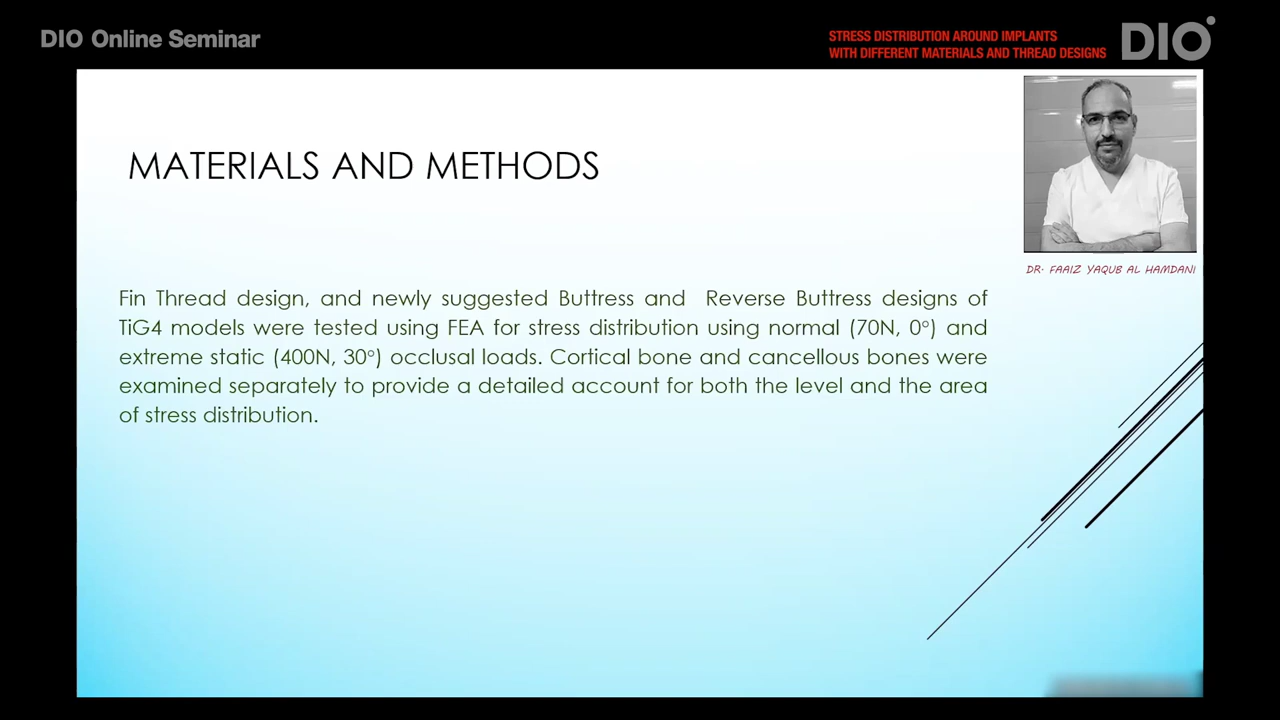 DIO Online Seminar
STRESS DISTRIBUTION AROUND IMPLANTS
WITH DIFFERENT MATERIALS AND THREAD DESIGNS
DIO
MATERIALS AND METHODS
DR. FAAIZ YAQUB AL HAMDANI
Fin Thread design, and newly suggested Buttress and Reverse Buttress designs of
TiG4 models were tested using FEA for stress distribution using normal (70N, 0°) and
extreme static (400N, 30°) occlusal loads. Cortical bone and cancellous bones were
examined separately to provide a detailed account for both the level and the area
of stress distribution.